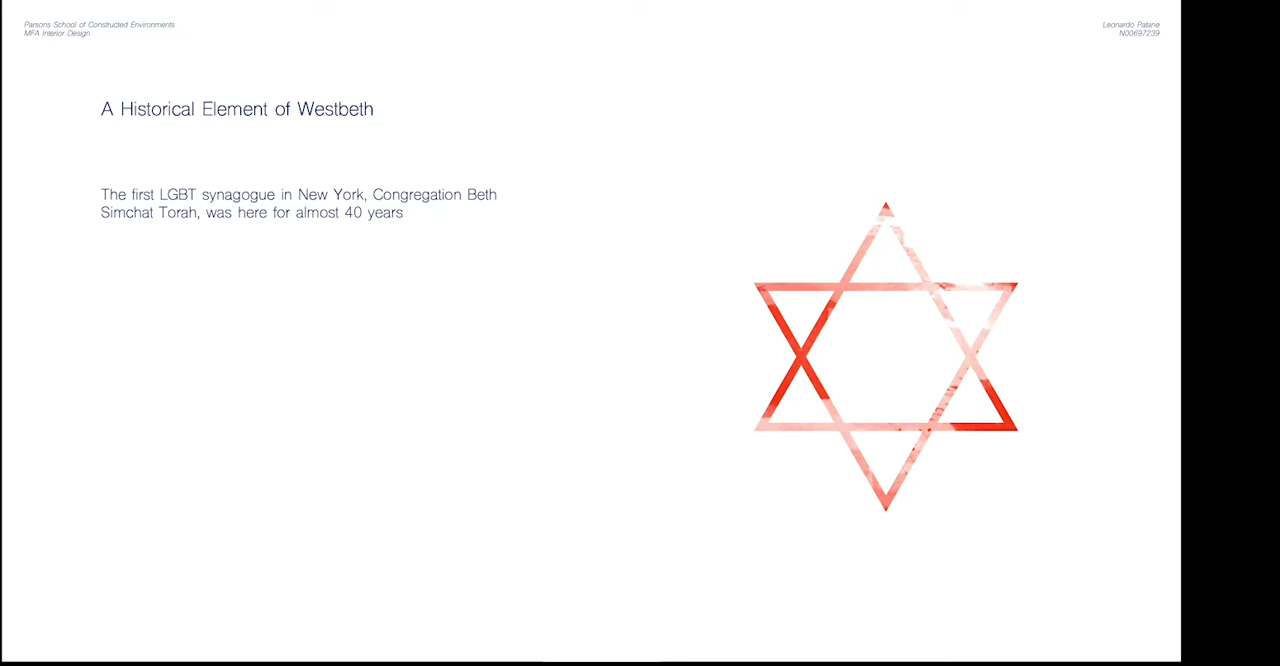 Parsons School of Constructed Environments
MFA Interior Design
Leonardo Patane
N00697239
A Historical Element of Westbeth
The first LGBT synagogue in New York, Congregation Beth
Simchat Torah, was here for almost 40 years